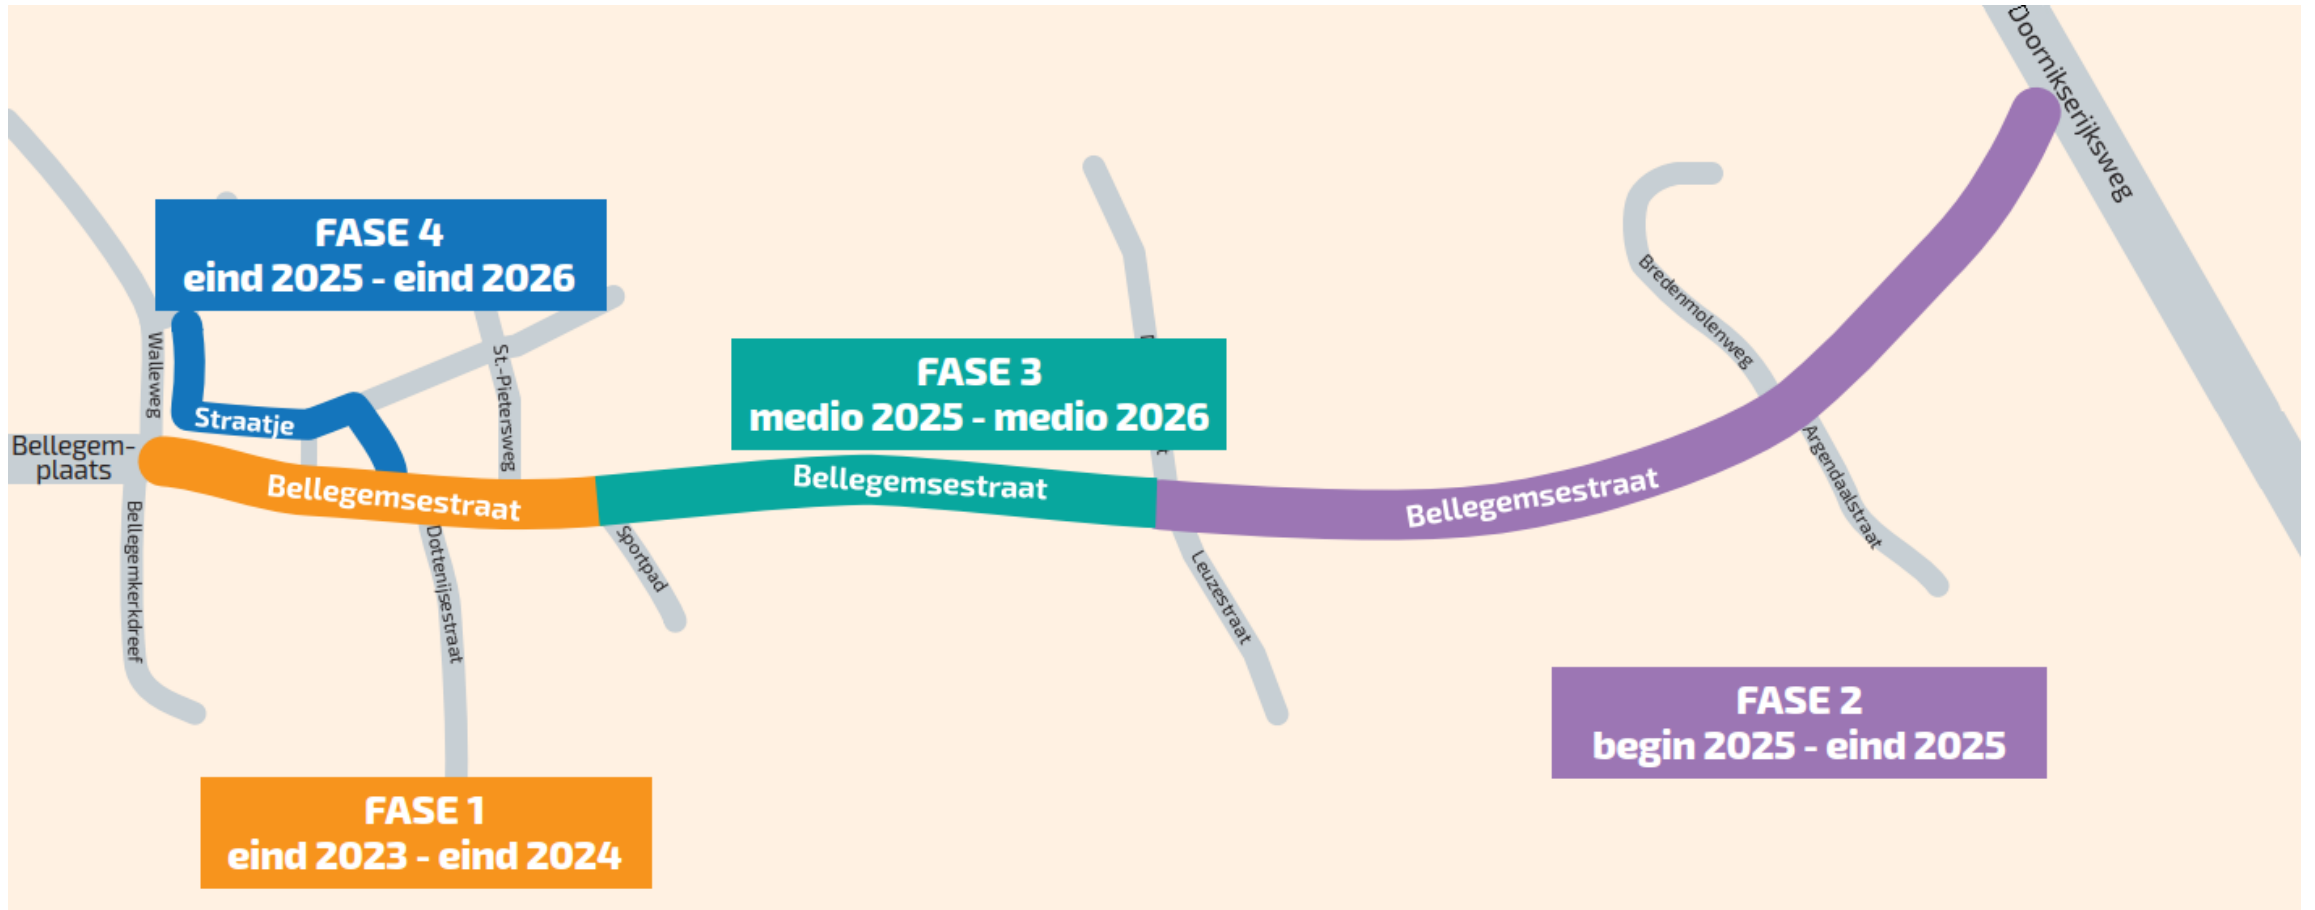 Doornikserijksweg
FASE 4
eind 2025 - eind 2026
Bredenmolenweg
Walleweg
St.-Pietersweg
FASE 3
medio 2025 - medio 2026
Straatje
Bellegem-
plaats
Bellegemsestraat
Bellegemsestraat
Bellegemsestraat
Argendaalstraat
Bellegemkerkdreef
Dottenijsestraat
Sportpad
Leuzestraat
FASE 2
begin 2025 - eind 2025
FASE 1
eind 2023 - eind 2024